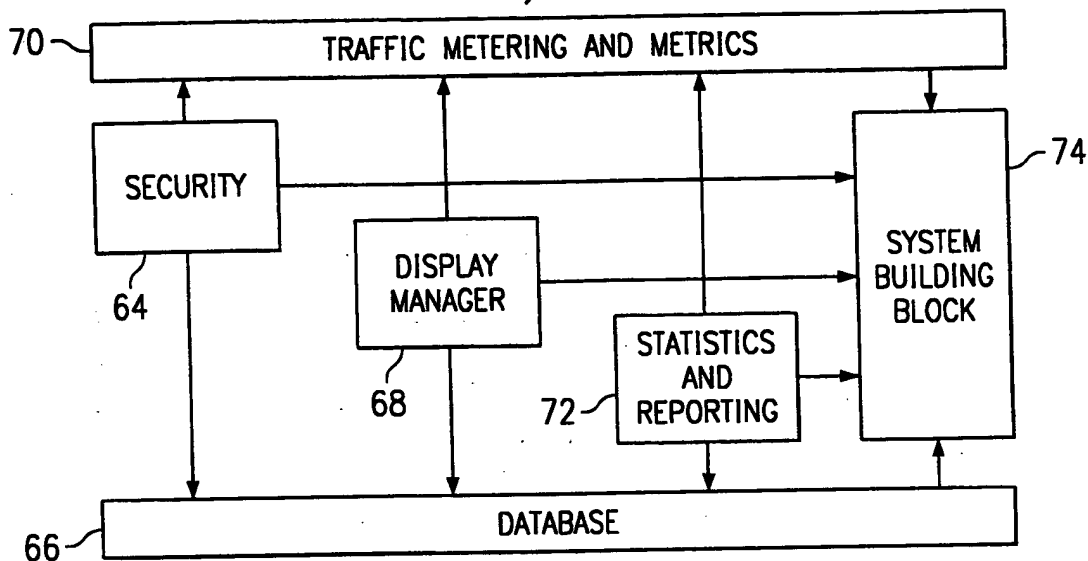 70
TRAFFIC METERING AND METRICS
SECURITY
64
DISPLAY
MANAGER
68
STATISTICS
AND
REPORTING
72
SYSTEM
BUILDING
BLOCK
74
66
DATABASE